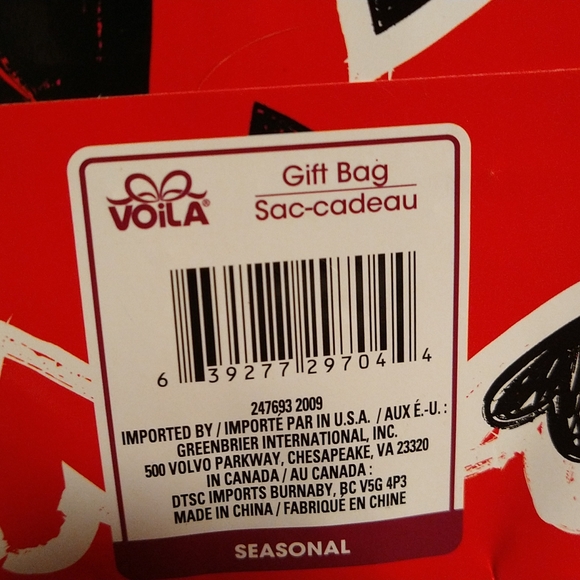 VOiLA®
Gift Bag
Sac-cadeau
6 39277 29704 4
247693 2009
IMPORTED BY / IMPORTÉ PAR IN U.S.A. / AUX É.-U. :
GREENBRIER INTERNATIONAL, INC.
500 VOLVO PARKWAY, CHESAPEAKE, VA 23320
IN CANADA / AU CANADA :
DTSC IMPORTS BURNABY, BC V5G 4P3
MADE IN CHINA / FABRIQUÉ EN CHINE
SEASONAL